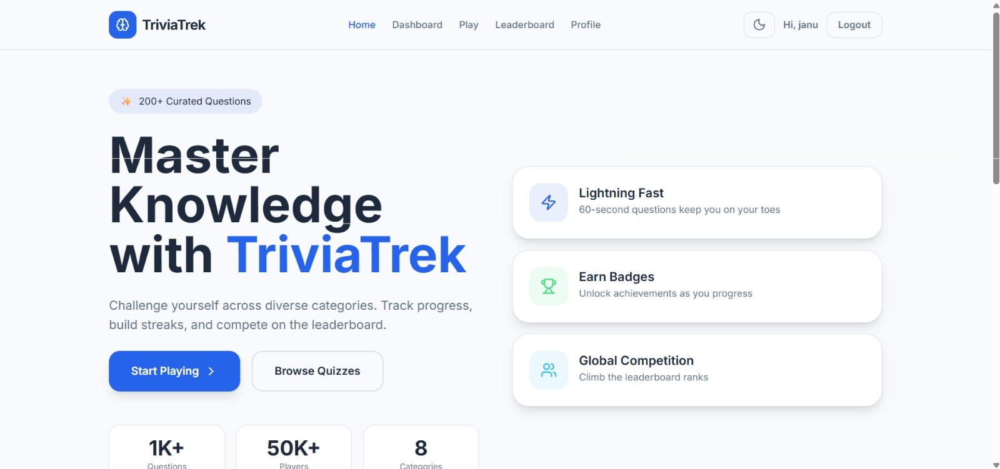 TriviaTrek
Home
Dashboard
Play
Leaderboard
Profile
Hi, janu
Logout
✨ 200+ Curated Questions
Master
Knowledge
with TriviaTrek
Challenge yourself across diverse categories. Track progress,
build streaks, and compete on the leaderboard.
Start Playing
Browse Quizzes
1K+
Questions
50K+
Players
8
Categories
Lightning Fast
60-second questions keep you on your toes
Earn Badges
Unlock achievements as you progress
Global Competition
Climb the leaderboard ranks